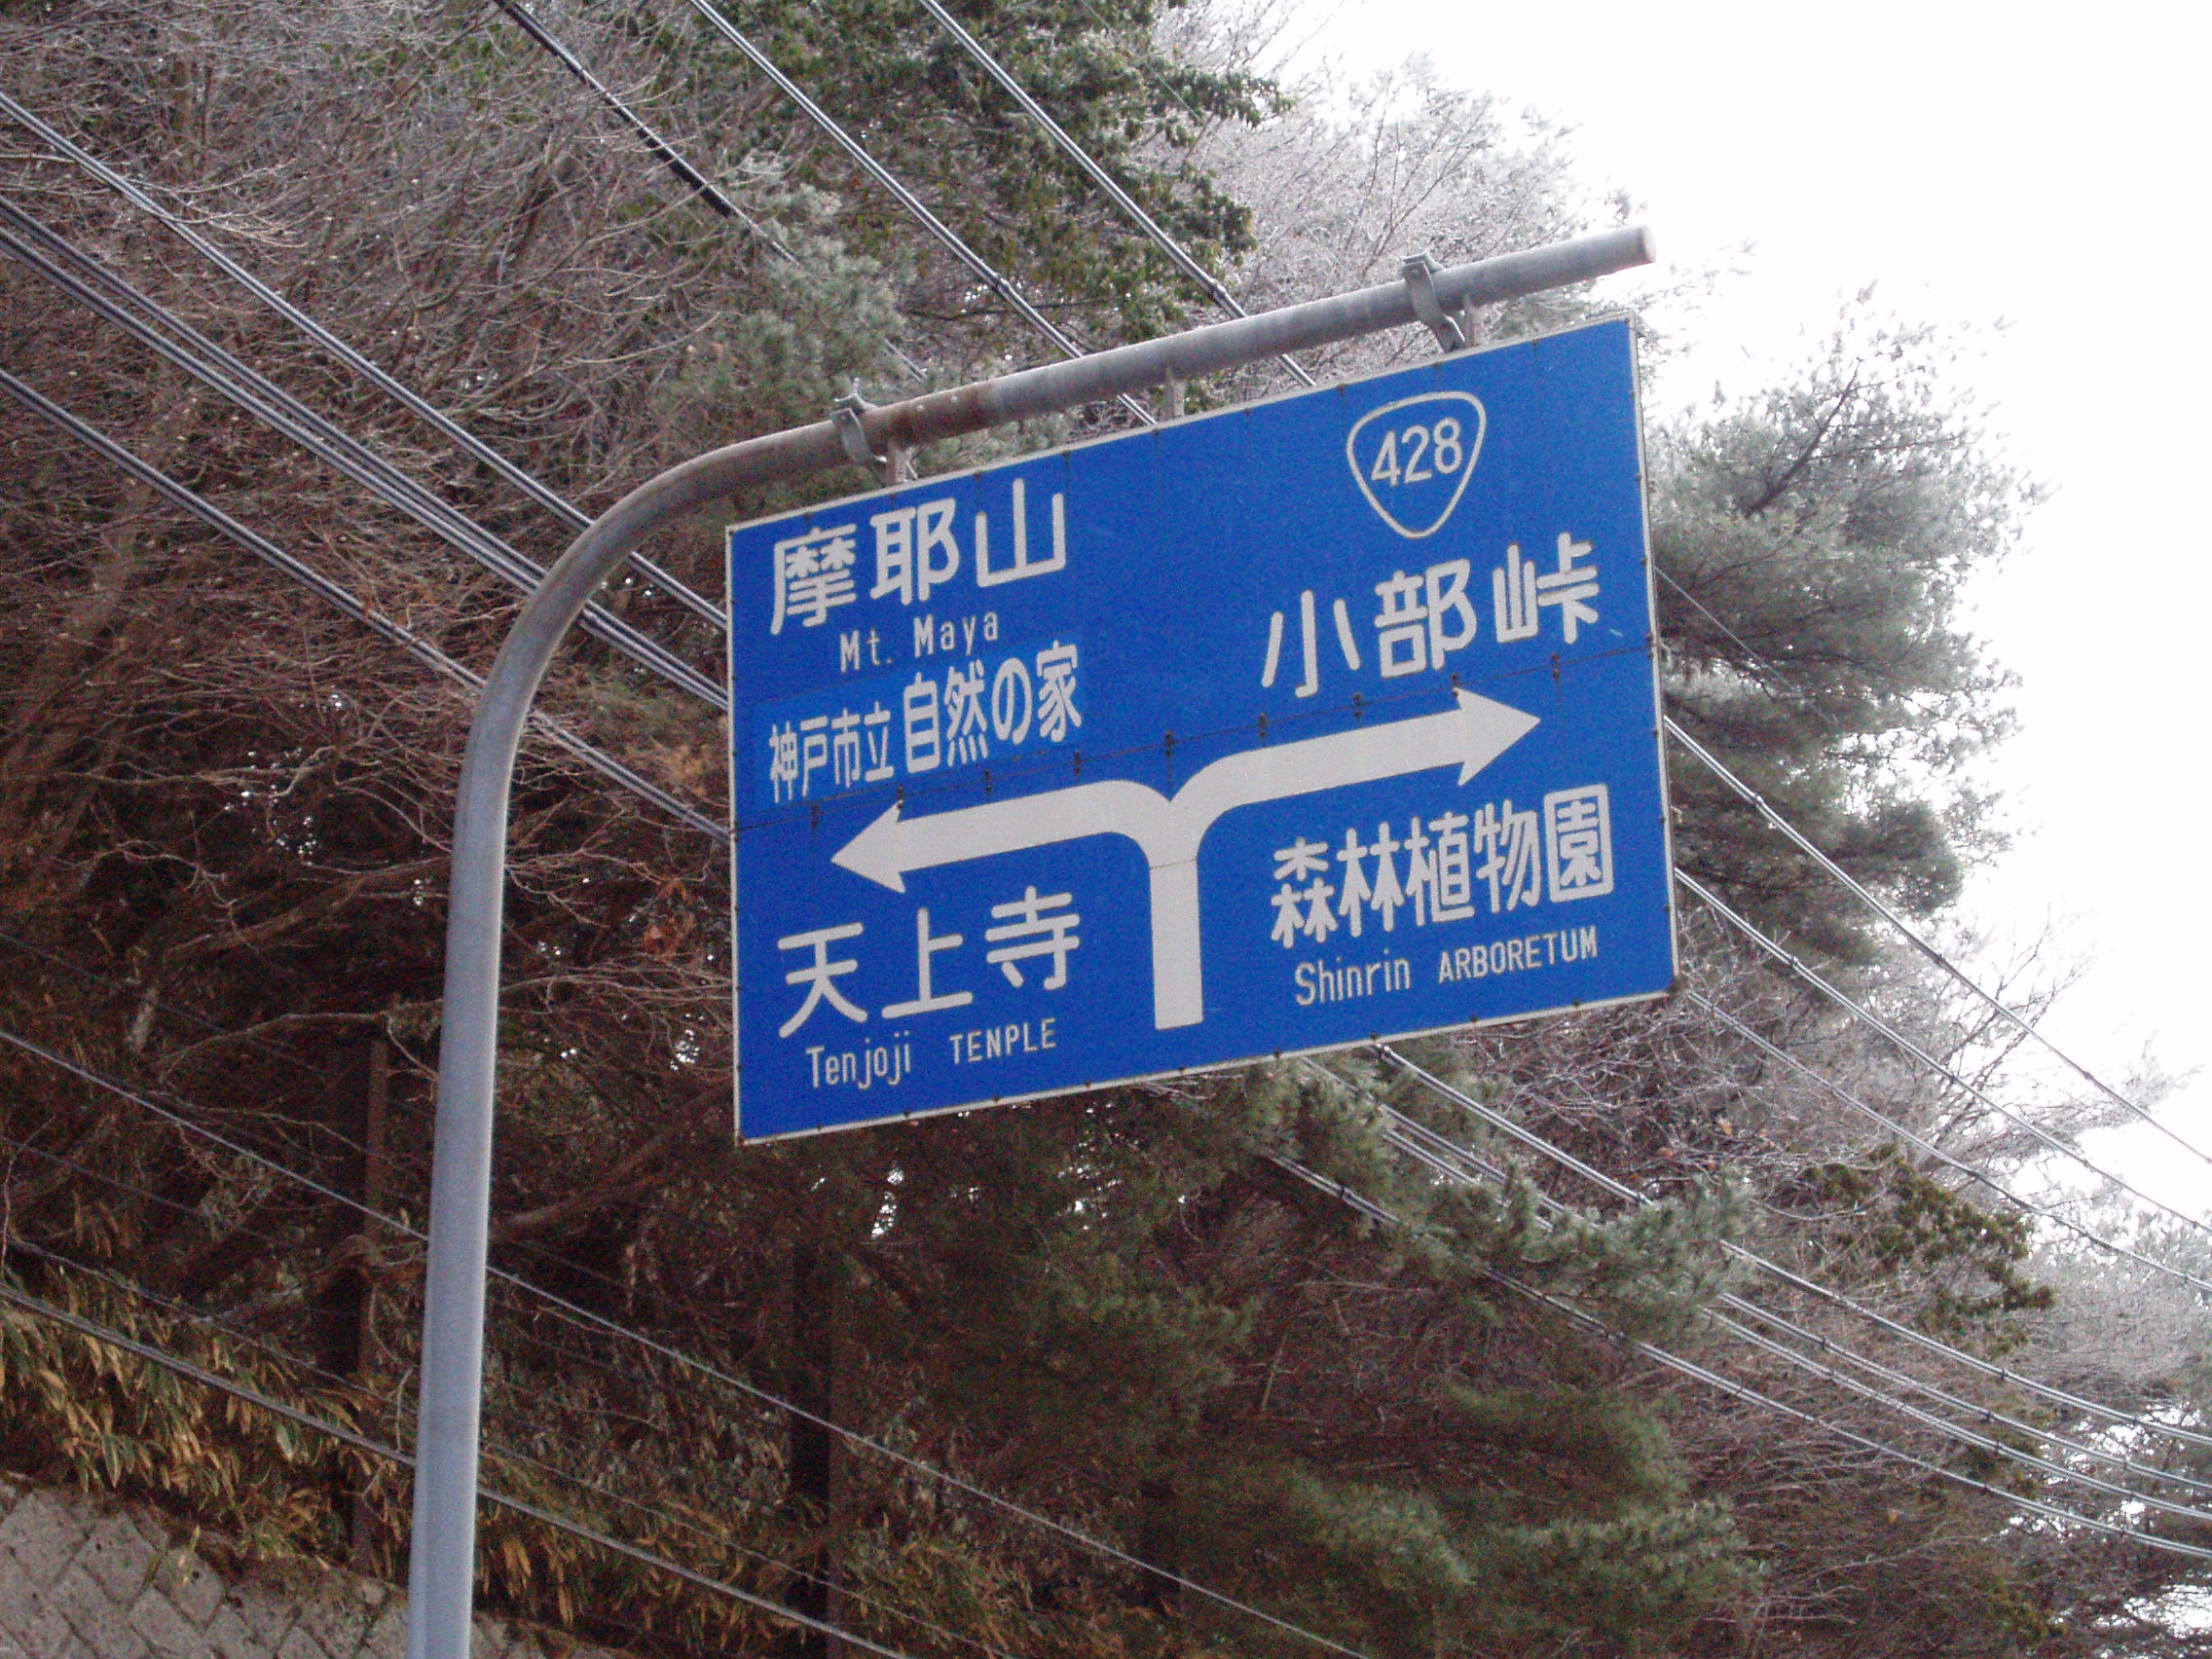 摩耶山
Mt. Maya
神戸市立自然の家
天上寺
Tenjoji TENPLE
428
小部峠
森林植物園
Shinrin ARBORETUM